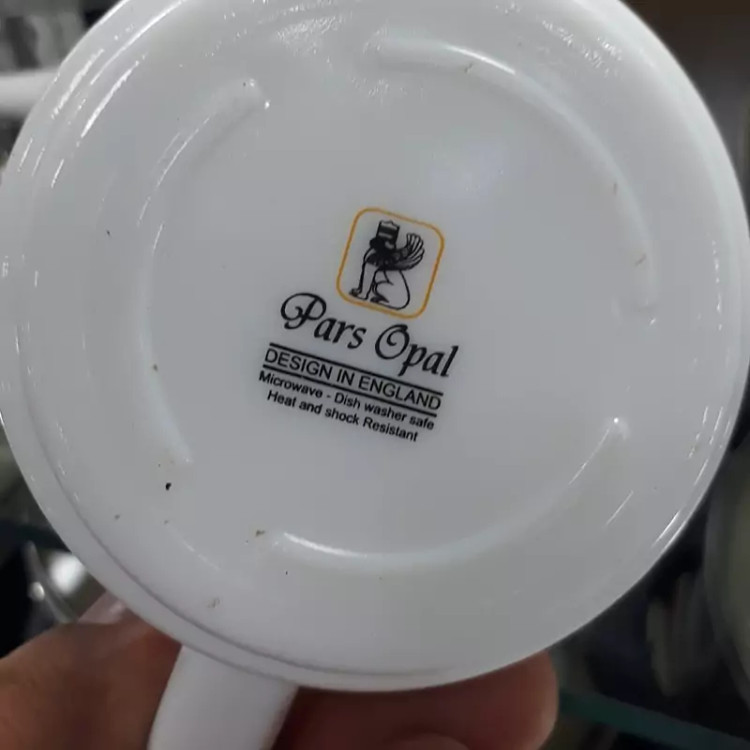 Pars Opal
DESIGN IN ENGLAND
Microwave - Dish washer safe
Heat and shock Resistant